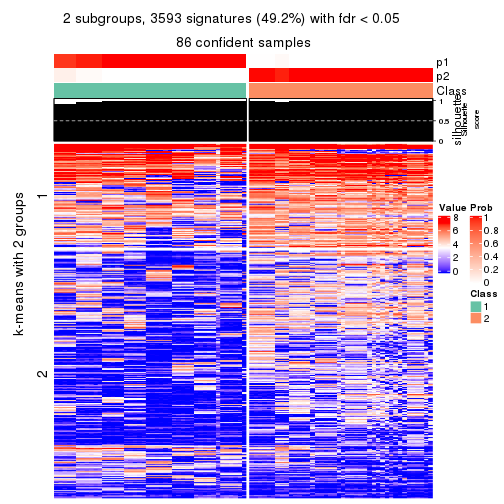 2 subgroups, 3593 signatures (49.2%) with fdr < 0.05
86 confident samples
p1
p2
Class
silhouette
Silhouette
score
1
0.5
0
k-means with 2 groups
1
2
Value
8
6
4
2
0
Prob
1
0.8
0.6
0.4
0.2
0
Class
1
2